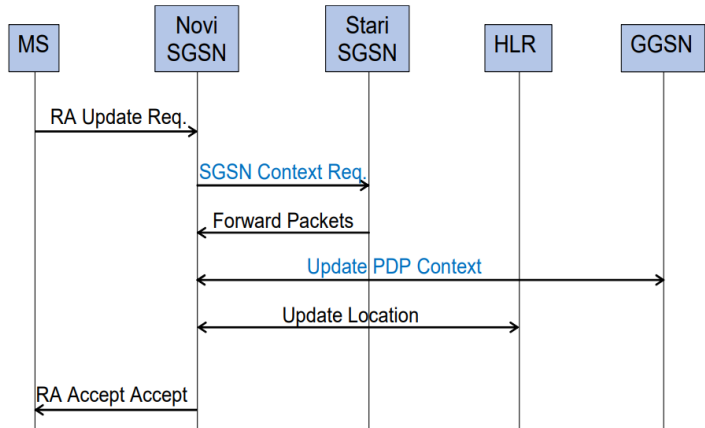 MS
Novi
SGSN
Stari
SGSN
HLR
GGSN
RA Update Req.
SGSN Context Req.
Forward Packets
Update PDP Context
Update Location
RA Accept Accept